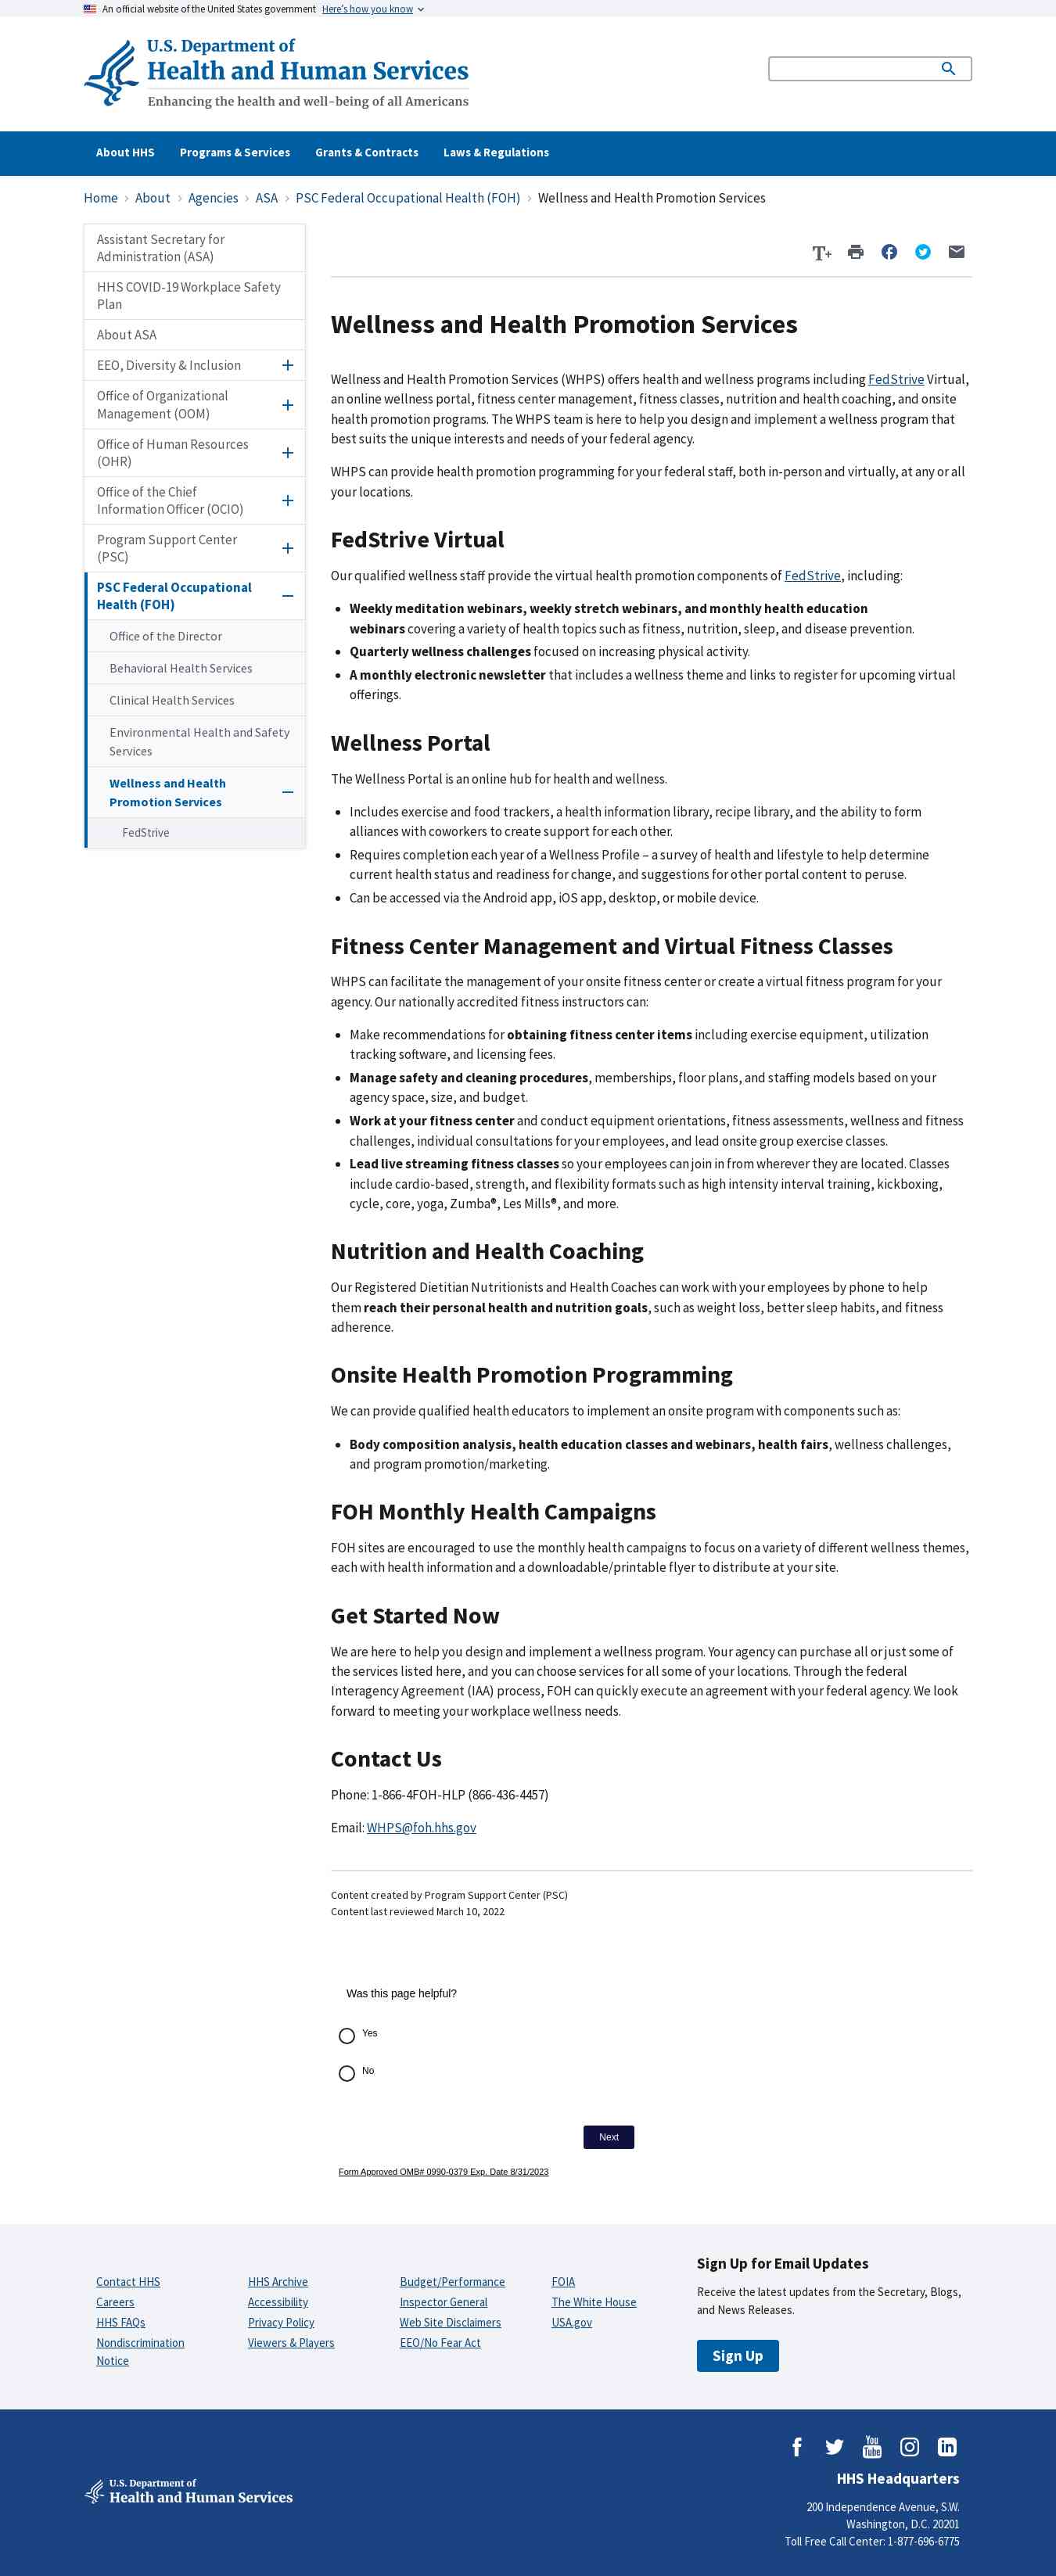 An official website of the United States government Here's how you know
U.S. Department of
Health and Human Services
Enhancing the health and well-being of all Americans
About HHS Programs & Services Grants & Contracts Laws & Regulations
Home › About › Agencies › ASA › PSC Federal Occupational Health (FOH) › Wellness and Health Promotion Services
Assistant Secretary for
Administration (ASA)
HHS COVID-19 Workplace Safety
Plan
About ASA
EEO, Diversity & Inclusion
Office of Organizational
Management (OOM)
Office of Human Resources
(OHR)
Office of the Chief
Information Officer (OCIO)
Program Support Center
(PSC)
PSC Federal Occupational
Health (FOH)
Office of the Director
Behavioral Health Services
Clinical Health Services
Environmental Health and Safety
Services
Wellness and Health
Promotion Services
FedStrive
T+
Wellness and Health Promotion Services
Wellness and Health Promotion Services (WHPS) offers health and wellness programs including FedStrive Virtual,
an online wellness portal, fitness center management, fitness classes, nutrition and health coaching, and onsite
health promotion programs. The WHPS team is here to help you design and implement a wellness program that
best suits the unique interests and needs of your federal agency.
WHPS can provide health promotion programming for your federal staff, both in-person and virtually, at any or all
your locations.
FedStrive Virtual
Our qualified wellness staff provide the virtual health promotion components of FedStrive, including:
• Weekly meditation webinars, weekly stretch webinars, and monthly health education
webinars covering a variety of health topics such as fitness, nutrition, sleep, and disease prevention.
• Quarterly wellness challenges focused on increasing physical activity.
• A monthly electronic newsletter that includes a wellness theme and links to register for upcoming virtual
offerings.
Wellness Portal
The Wellness Portal is an online hub for health and wellness.
• Includes exercise and food trackers, a health information library, recipe library, and the ability to form
alliances with coworkers to create support for each other.
• Requires completion each year of a Wellness Profile – a survey of health and lifestyle to help determine
current health status and readiness for change, and suggestions for other portal content to peruse.
• Can be accessed via the Android app, iOS app, desktop, or mobile device.
Fitness Center Management and Virtual Fitness Classes
WHPS can facilitate the management of your onsite fitness center or create a virtual fitness program for your
agency. Our nationally accredited fitness instructors can:
• Make recommendations for obtaining fitness center items including exercise equipment, utilization
tracking software, and licensing fees.
• Manage safety and cleaning procedures, memberships, floor plans, and staffing models based on your
agency space, size, and budget.
• Work at your fitness center and conduct equipment orientations, fitness assessments, wellness and fitness
challenges, individual consultations for your employees, and lead onsite group exercise classes.
• Lead live streaming fitness classes so your employees can join in from wherever they are located. Classes
include cardio-based, strength, and flexibility formats such as high intensity interval training, kickboxing,
cycle, core, yoga, Zumba®, Les Mills®, and more.
Nutrition and Health Coaching
Our Registered Dietitian Nutritionists and Health Coaches can work with your employees by phone to help
them reach their personal health and nutrition goals, such as weight loss, better sleep habits, and fitness
adherence.
Onsite Health Promotion Programming
We can provide qualified health educators to implement an onsite program with components such as:
• Body composition analysis, health education classes and webinars, health fairs, wellness challenges,
and program promotion/marketing.
FOH Monthly Health Campaigns
FOH sites are encouraged to use the monthly health campaigns to focus on a variety of different wellness themes,
each with health information and a downloadable/printable flyer to distribute at your site.
Get Started Now
We are here to help you design and implement a wellness program. Your agency can purchase all or just some of
the services listed here, and you can choose services for all some of your locations. Through the federal
Interagency Agreement (IAA) process, FOH can quickly execute an agreement with your federal agency. We look
forward to meeting your workplace wellness needs.
Contact Us
Phone: 1-866-4FOH-HLP (866-436-4457)
Email: WHPS@foh.hhs.gov
Content created by Program Support Center (PSC)
Content last reviewed March 10, 2022
Was this page helpful?
Yes
No
Next
Form Approved OMB# 0990-0379 Exp. Date 8/31/2023
Contact HHS
Careers
HHS FAQs
Nondiscrimination
Notice
HHS Archive
Accessibility
Privacy Policy
Viewers & Players
Budget/Performance
Inspector General
Web Site Disclaimers
EEO/No Fear Act
FOIA
The White House
USA.gov
Sign Up for Email Updates
Receive the latest updates from the Secretary, Blogs,
and News Releases.
Sign Up
You
Tube
in
U.S. Department of
Health and Human Services
HHS Headquarters
200 Independence Avenue, S.W.
Washington, D.C. 20201
Toll Free Call Center: 1-877-696-6775